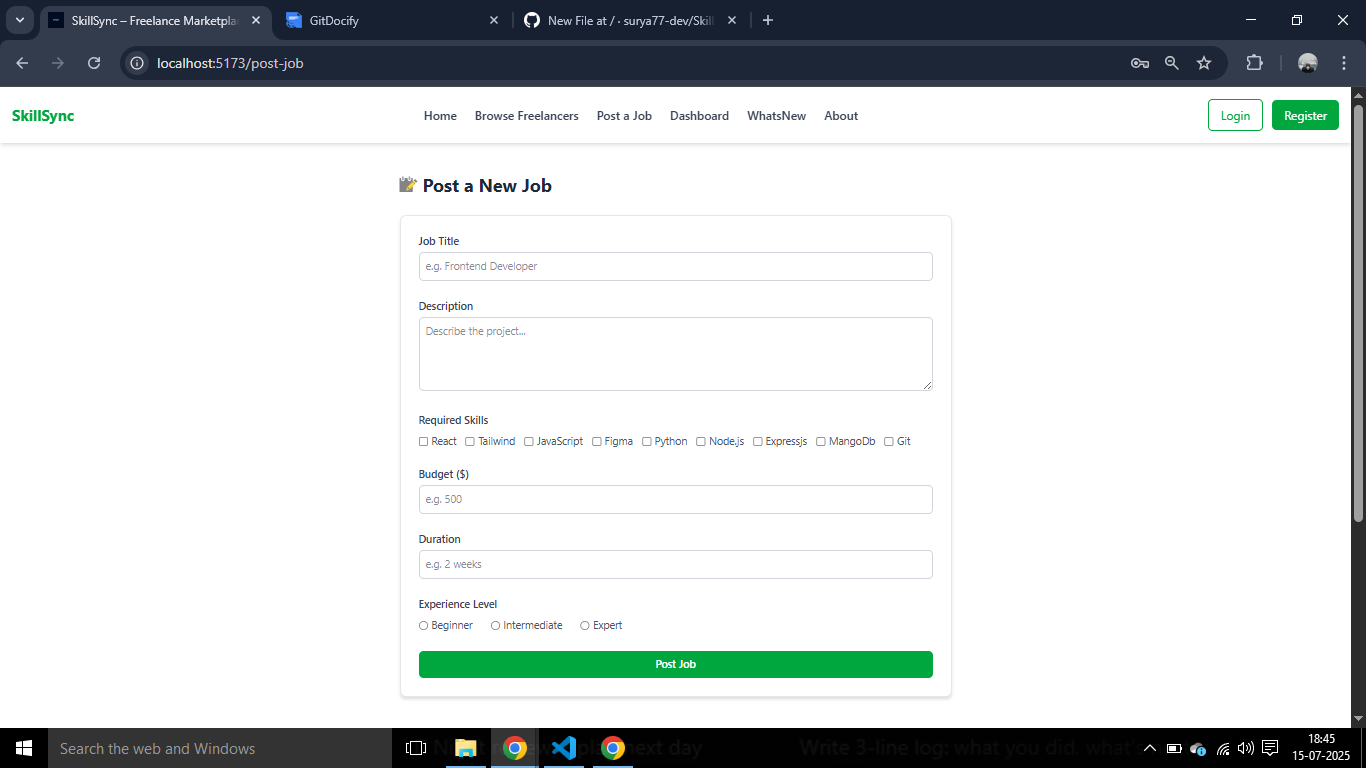 SkillSync – Freelance Marketpla
GitDocify
New File at / · surya77-dev/Skill
localhost:5173/post-job
SkillSync
Home
Browse Freelancers
Post a Job
Dashboard
WhatsNew
About
Login
Register
Post a New Job
Job Title
e.g. Frontend Developer
Description
Describe the project...
Required Skills
React
Tailwind
JavaScript
Figma
Python
Node.js
Expressjs
MangoDb
Git
Budget ($)
e.g. 500
Duration
e.g. 2 weeks
Experience Level
Beginner
Intermediate
Expert
Post Job
Search the web and Windows
next day
Write 3-line log: what you did, what'
18:45
15-07-2025